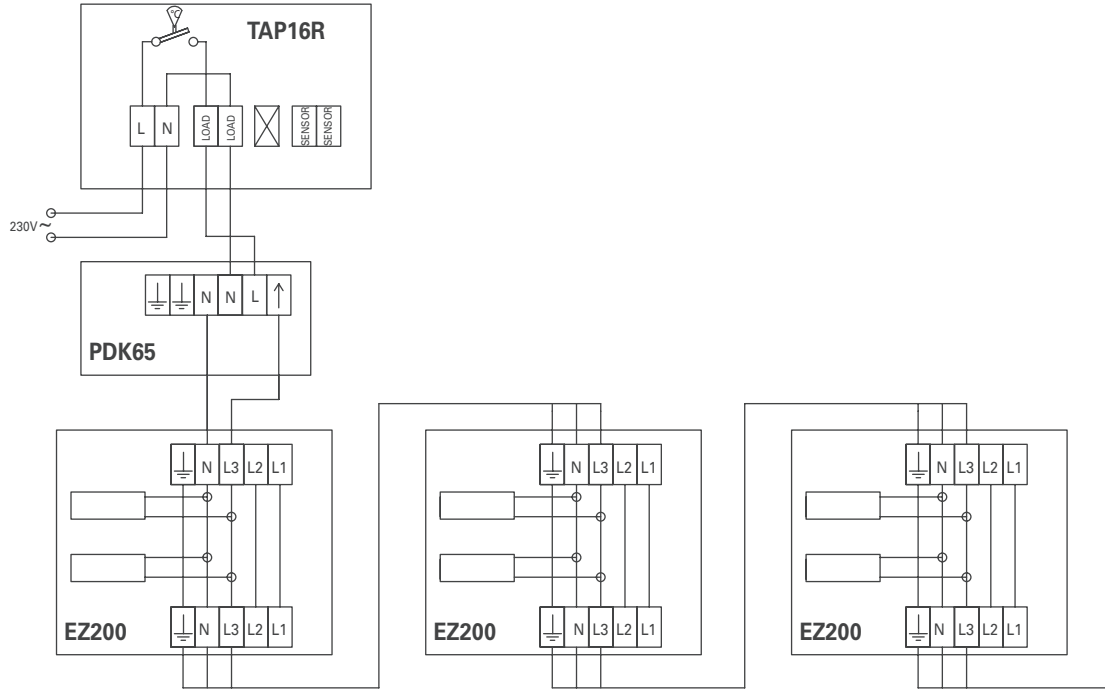 °C
TAP16R
L N LOAD LOAD SENSOR SENSOR
230V~
N N L ↑
PDK65
N L3 L2 L1
N L3 L2 L1
N L3 L2 L1
EZ200 N L3 L2 L1
EZ200 N L3 L2 L1
EZ200 N L3 L2 L1